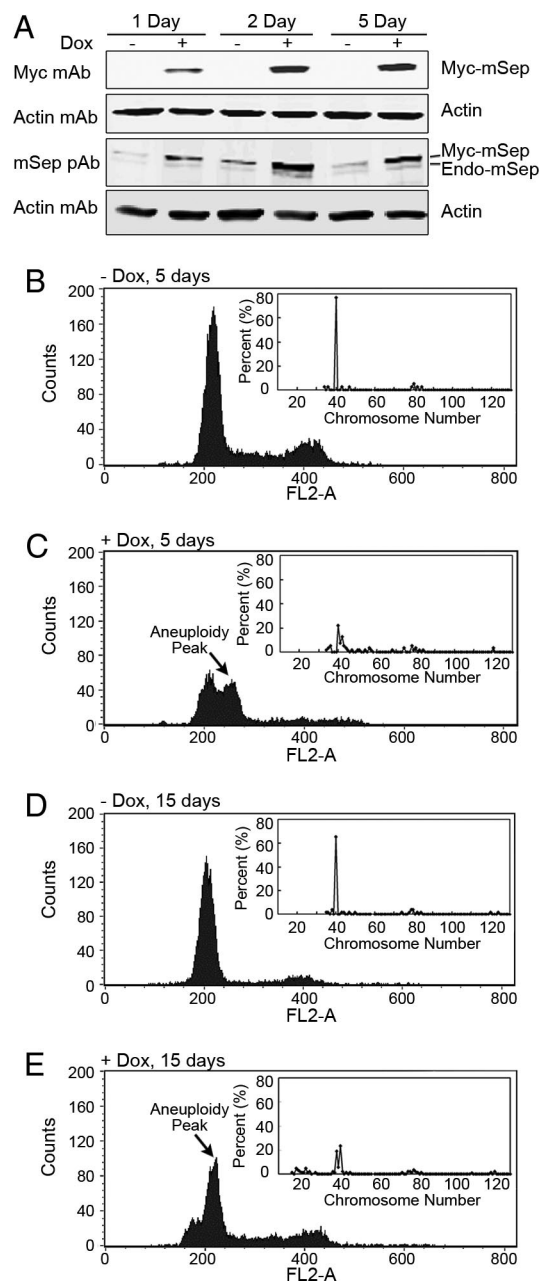 A
1 Day 2 Day 5 Day
Dox - + - + - +
Myc mAb Myc-mSep
Actin mAb Actin
mSep pAb Myc-mSep
Endo-mSep
Actin mAb Actin
B
- Dox, 5 days
200
160
120
80
40
0
Counts
0 200 400 600 800
FL2-A
80
60
40
20
0
Percent (%)
20 40 60 80 100 120
Chromosome Number
C
+ Dox, 5 days
200
160
120
80
40
0
Counts
Aneuploidy
Peak
0 200 400 600 800
FL2-A
80
60
40
20
0
Percent (%)
20 40 60 80 100 120
Chromosome Number
D
- Dox, 15 days
200
160
120
80
40
0
Counts
0 200 400 600 800
FL2-A
80
60
40
20
0
Percent (%)
20 40 60 80 100 120
Chromosome Number
E
+ Dox, 15 days
200
160
120
80
40
0
Counts
Aneuploidy
Peak
0 200 400 600 800
FL2-A
80
60
40
20
0
Percent (%)
20 40 60 80 100 120
Chromosome Number